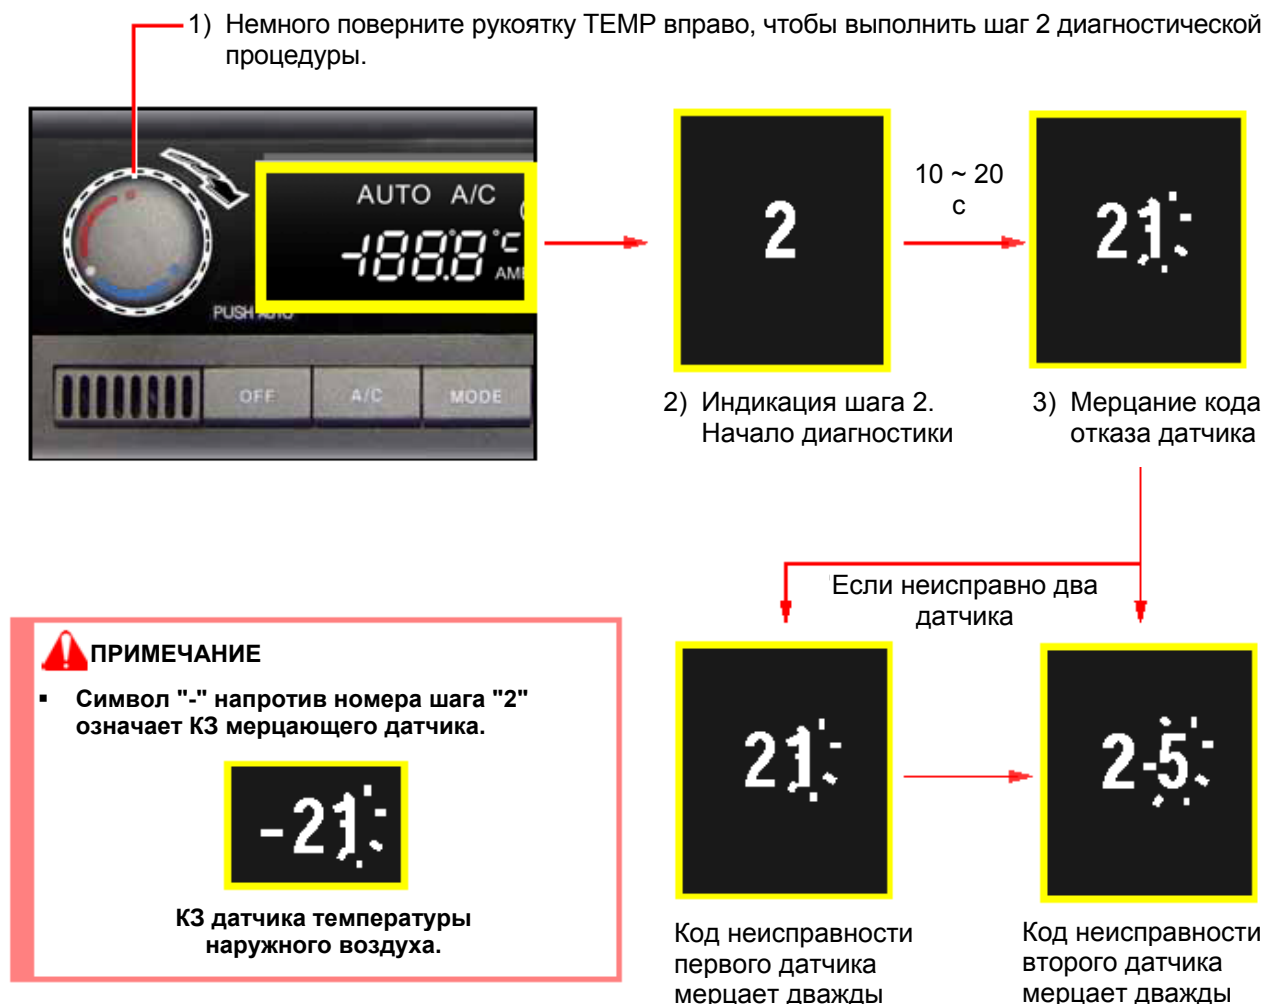 1) Немного поверните рукоятку TEMP вправо, чтобы выполнить шаг 2 диагностической
процедуры.
AUTO A/C
-188.8°C
PUSH AUTO
OFF
A/C
MODE
2
10 ~ 20
с
21
2) Индикация шага 2.
Начало диагностики
3) Мерцание кода
отказа датчика
Если неисправно два
датчика
21
2-5
Код неисправности
первого датчика
мерцает дважды
Код неисправности
второго датчика
мерцает дважды
ПРИМЕЧАНИЕ
▪ Символ "-" напротив номера шага "2"
означает КЗ мерцающего датчика.
-21
КЗ датчика температуры
наружного воздуха.